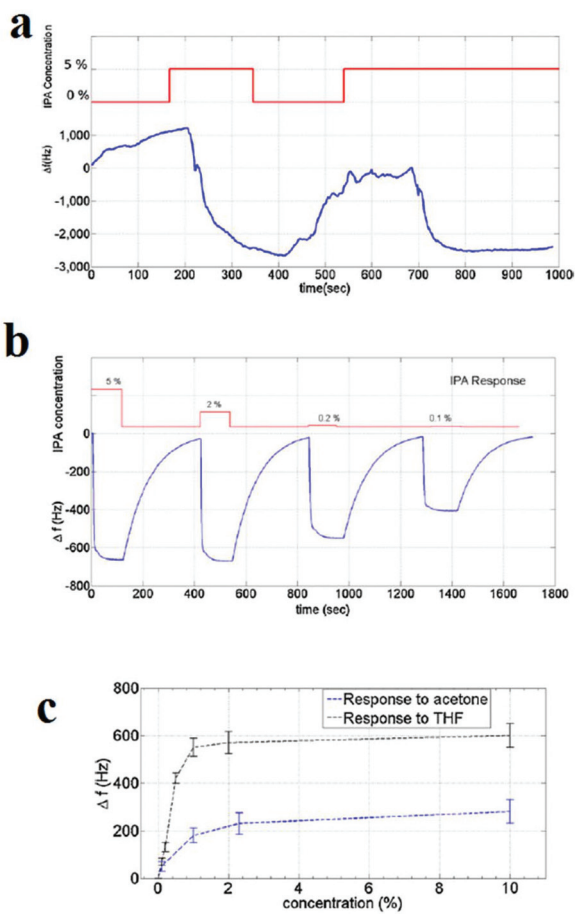 a
IPA Concentration
5 %
0 %
Δf(Hz)
1,000
0
-1,000
-2,000
-3,000
0 100 200 300 400 500 600 700 800 900 1000
time(sec)
b
IPA concentration
5 %
2 %
0.2 %
0.1 %
IPA Response
Δ f (Hz)
0
-200
-400
-600
-800
0 200 400 600 800 1000 1200 1400 1600 1800
time (sec)
c
Δ f (Hz)
800
600
400
200
0
Response to acetone
Response to THF
0 2 4 6 8 10
concentration (%)